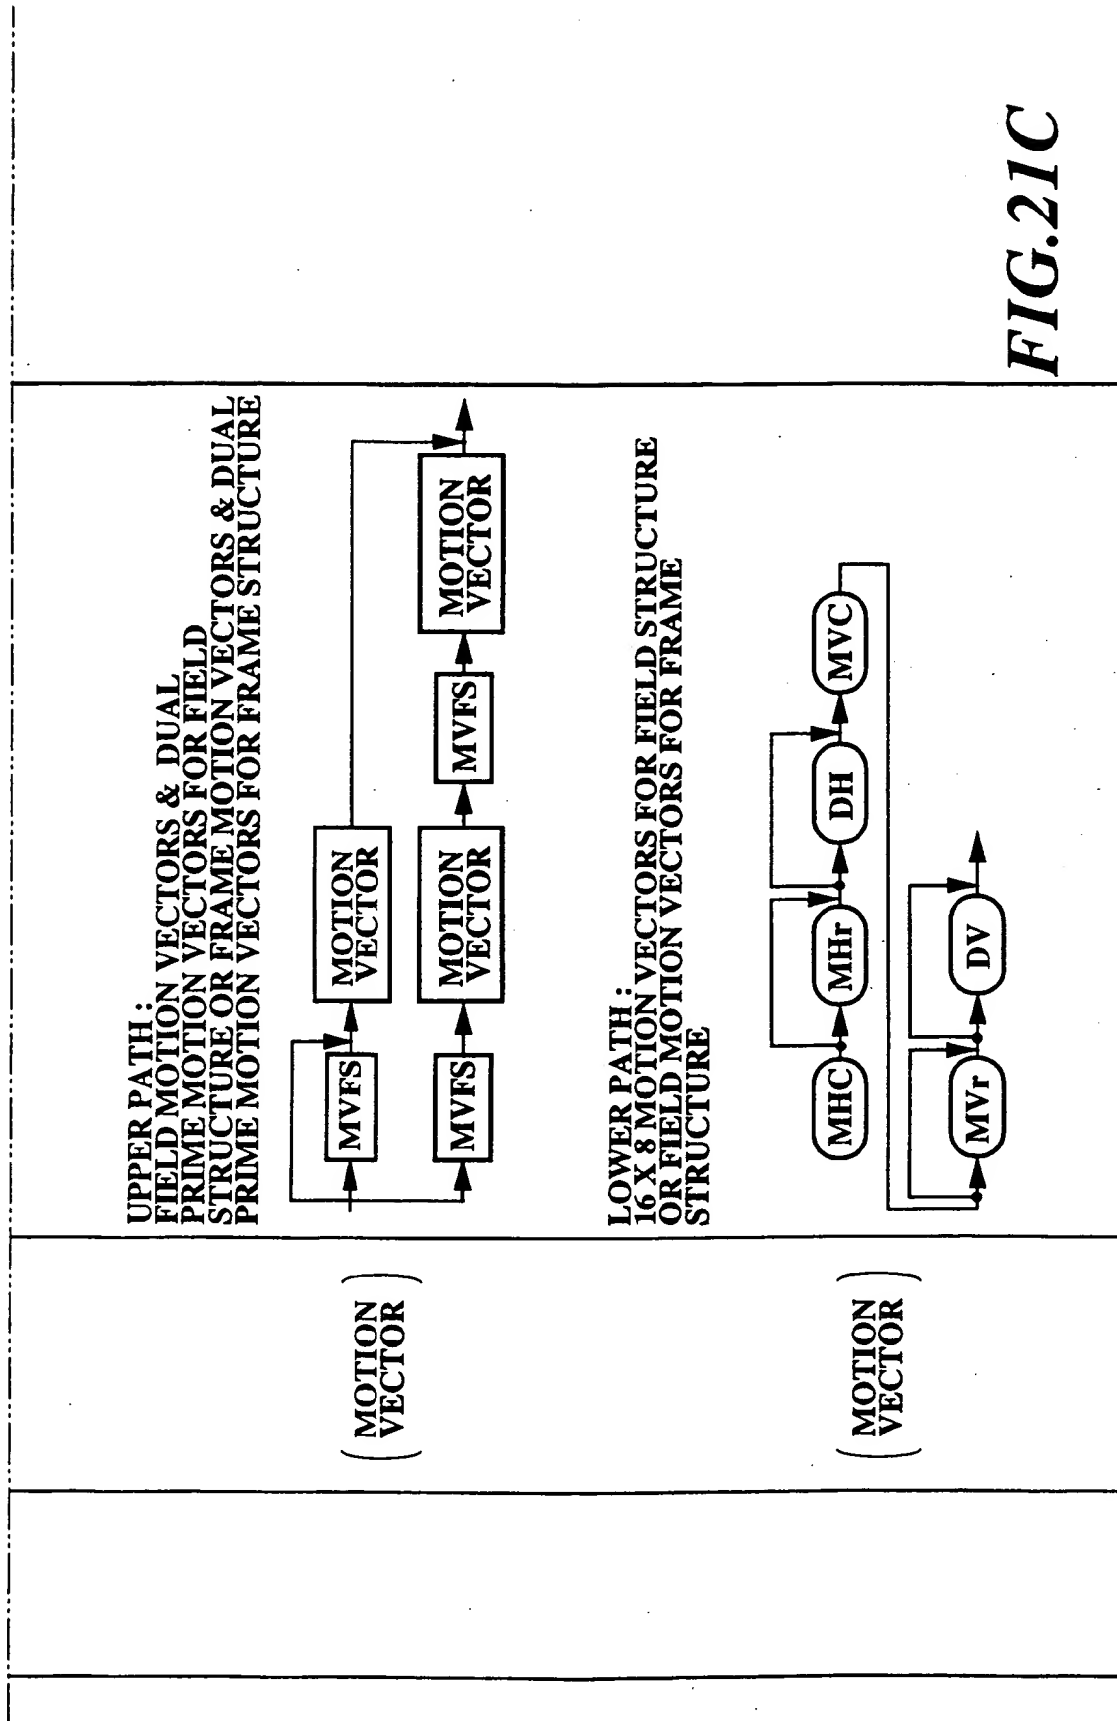 UPPER PATH :
FIELD MOTION VECTORS & DUAL
PRIME MOTION VECTORS FOR FIELD
STRUCTURE OR FRAME MOTION VECTORS & DUAL
PRIME MOTION VECTORS FOR FRAME STRUCTURE
MOTION
VECTOR
MVFS
MOTION
VECTOR
MVFS
MOTION
VECTOR
MVFS
MOTION
VECTOR
LOWER PATH :
16 X 8 MOTION VECTORS FOR FIELD STRUCTURE
OR FIELD MOTION VECTORS FOR FRAME
STRUCTURE
MOTION
VECTOR
MHC
MHr
DH
MVC
MVr
DV
FIG.21C